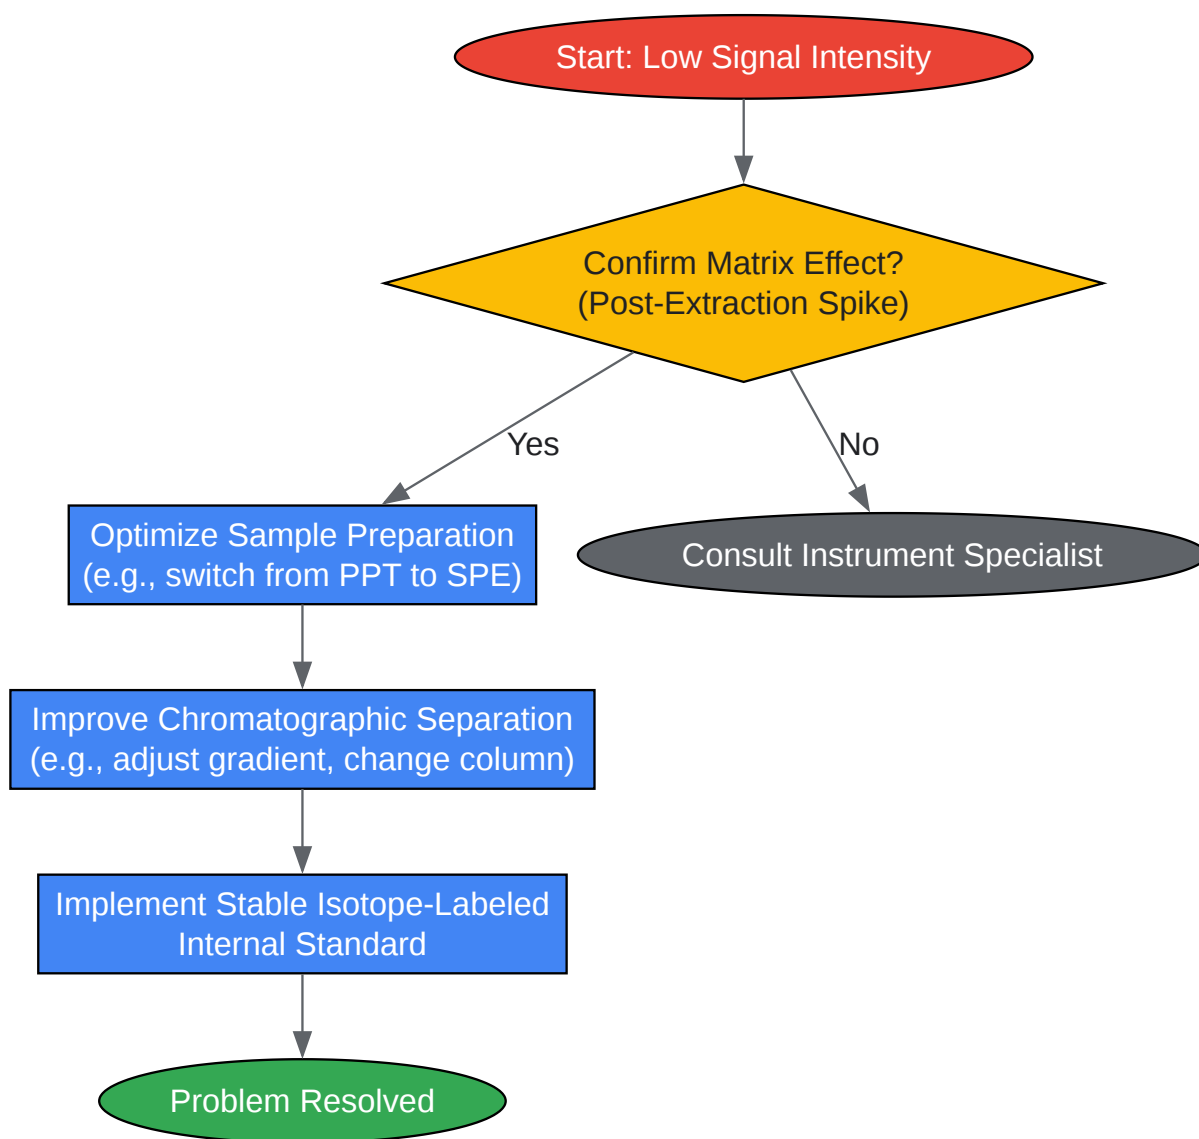 Start: Low Signal Intensity
Confirm Matrix Effect?
(Post-Extraction Spike)
Yes
No
Optimize Sample Preparation
(e.g., switch from PPT to SPE)
Consult Instrument Specialist
Improve Chromatographic Separation
(e.g., adjust gradient, change column)
Implement Stable Isotope-Labeled
Internal Standard
Problem Resolved